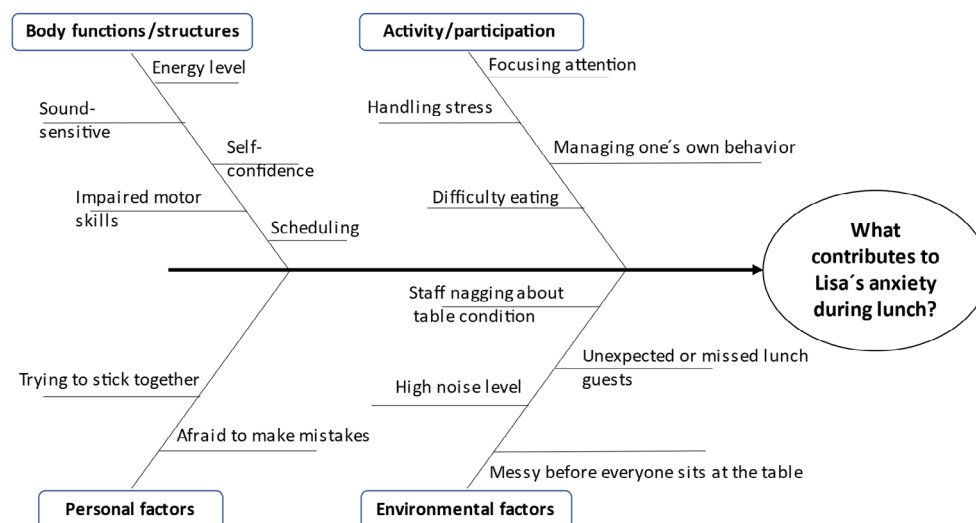 Body functions/structures
Activity/participation
Energy level
Sound-
sensitive
Self-
confidence
Impaired motor
skills
Scheduling
Focusing attention
Handling stress
Managing one´s own behavior
Difficulty eating
What
contributes to
Lisa´s anxiety
during lunch?
Staff nagging about
table condition
Unexpected or missed lunch
guests
High noise level
Messy before everyone sits at the table
Trying to stick together
Afraid to make mistakes
Personal factors
Environmental factors